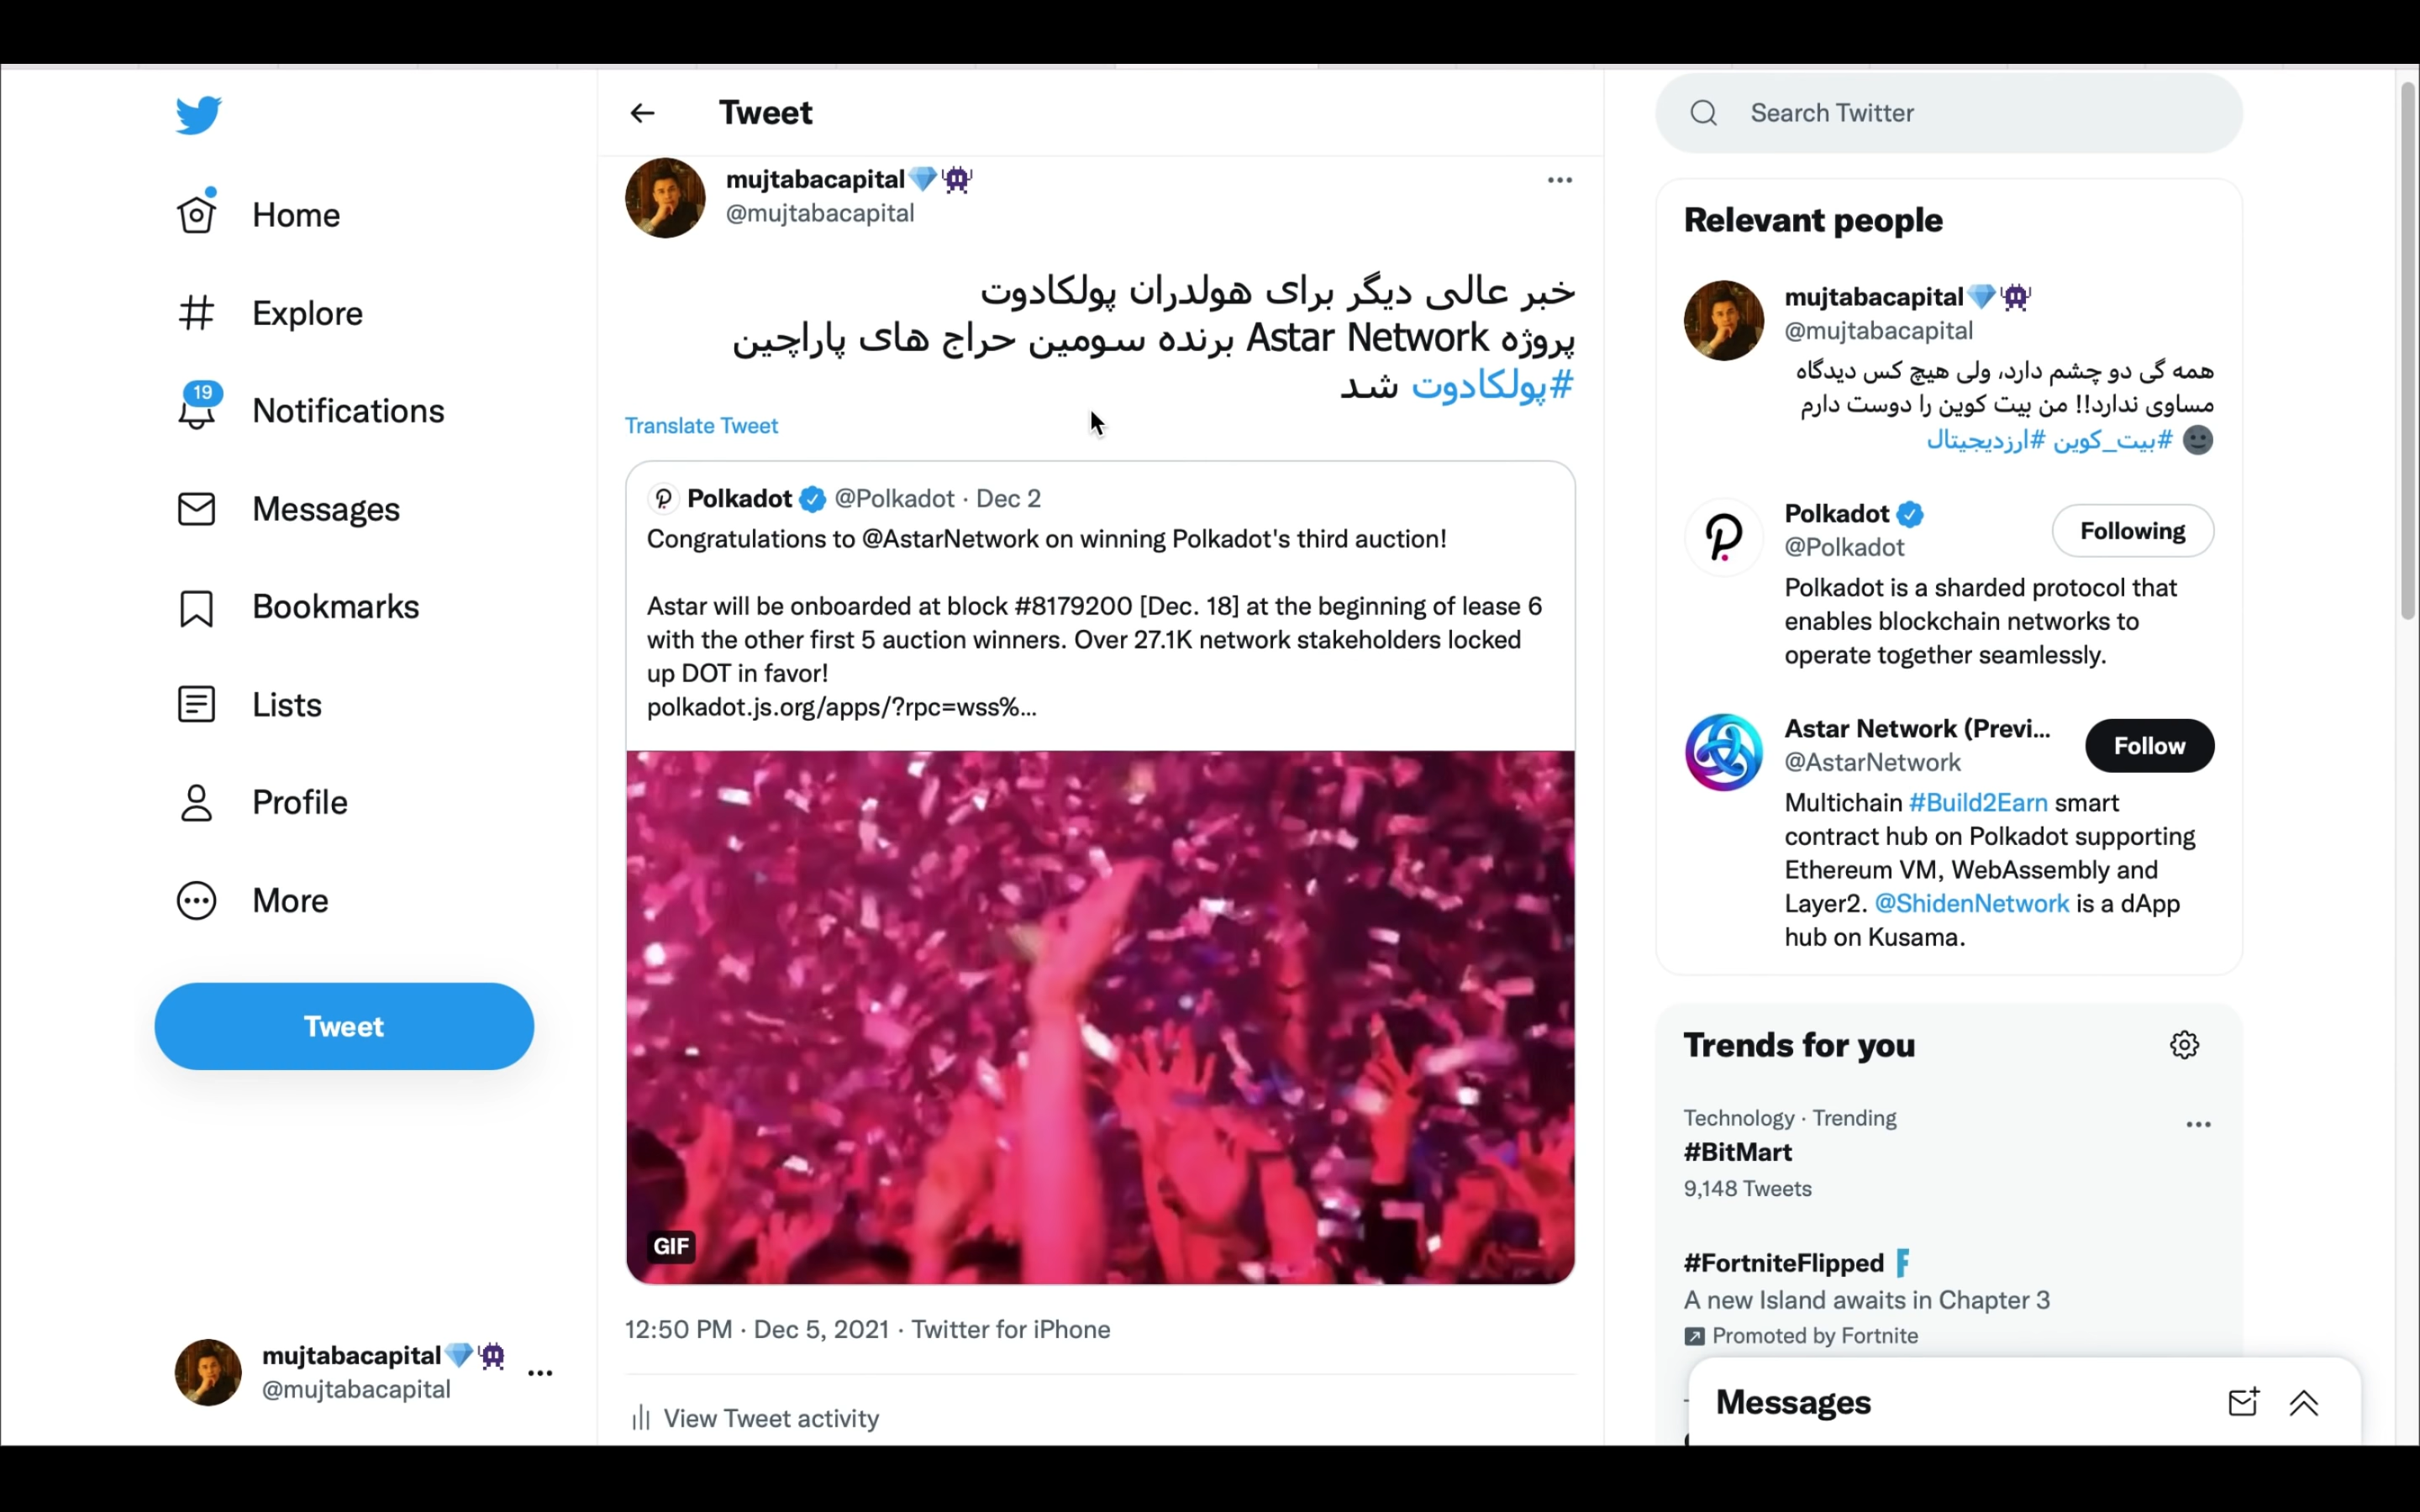 Home
Explore
19
Notifications
Messages
Bookmarks
Lists
Profile
More
Tweet
mujtabacapital💎
@mujtabacapital
Tweet
mujtabacapital💎
@mujtabacapital
خبر عالی دیگر برای هولدران پولکادوت
پروژه Astar Network برنده سومین حراج های پاراچین
#پولکادوت شد
Translate Tweet
Polkadot @Polkadot · Dec 2
Congratulations to @AstarNetwork on winning Polkadot's third auction!
Astar will be onboarded at block #8179200 [Dec. 18] at the beginning of lease 6
with the other first 5 auction winners. Over 27.1K network stakeholders locked
up DOT in favor!
polkadot.js.org/apps/?rpc=wss%...
GIF
12:50 PM · Dec 5, 2021 · Twitter for iPhone
View Tweet activity
Search Twitter
Relevant people
mujtabacapital💎
@mujtabacapital
همه گی دو چشم دارد، ولی هیچ کس دیدگاه
مساوی ندارد!! من بیت کوین را دوست دارم
🌚 #بیت_کوین #ارزدیجیتال
Polkadot
@Polkadot
Following
Polkadot is a sharded protocol that
enables blockchain networks to
operate together seamlessly.
Astar Network (Previ...
@AstarNetwork
Follow
Multichain #Build2Earn smart
contract hub on Polkadot supporting
Ethereum VM, WebAssembly and
Layer2. @ShidenNetwork is a dApp
hub on Kusama.
Trends for you
Technology · Trending
#BitMart
9,148 Tweets
#FortniteFlipped
A new Island awaits in Chapter 3
Promoted by Fortnite
Messages